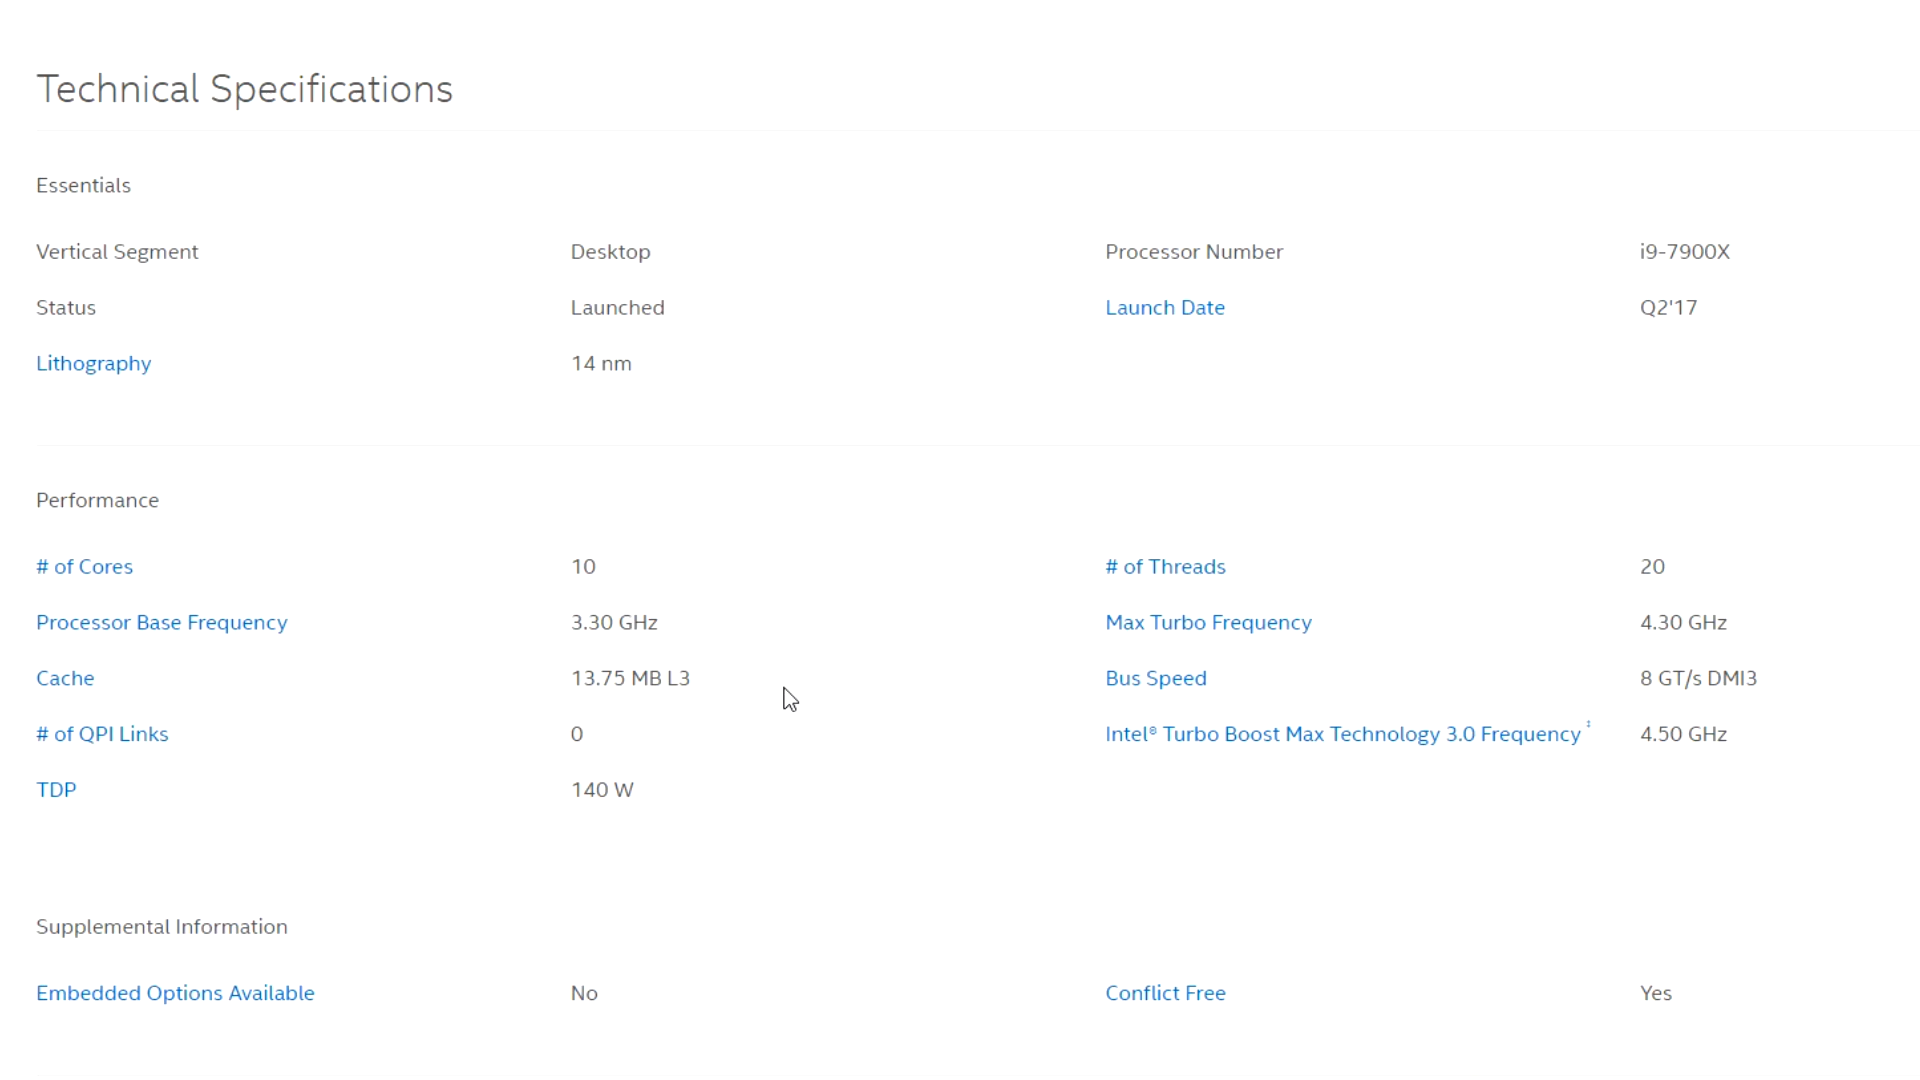 Technical Specifications
Essentials
Vertical Segment Desktop Processor Number i9-7900X
Status Launched Launch Date Q2'17
Lithography 14 nm
Performance
# of Cores 10 # of Threads 20
Processor Base Frequency 3.30 GHz Max Turbo Frequency 4.30 GHz
Cache 13.75 MB L3 Bus Speed 8 GT/s DMI3
# of QPI Links 0 Intel® Turbo Boost Max Technology 3.0 Frequency ‡ 4.50 GHz
TDP 140 W
Supplemental Information
Embedded Options Available No Conflict Free Yes